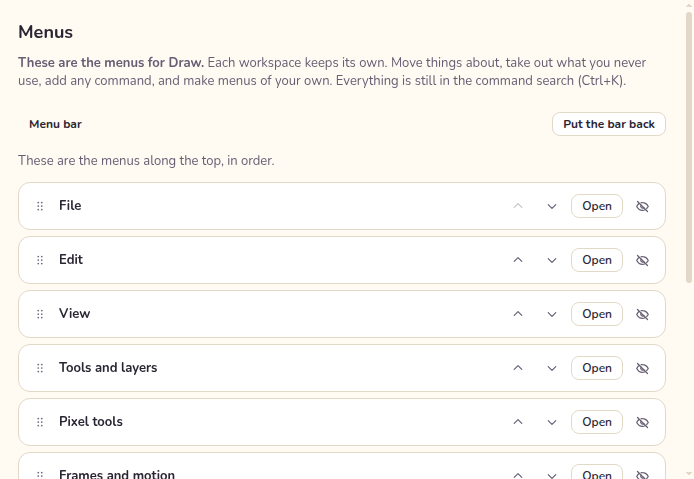 Menus
These are the menus for Draw. Each workspace keeps its own. Move things about, take out what you never
use, add any command, and make menus of your own. Everything is still in the command search (Ctrl+K).
Menu bar
Put the bar back
These are the menus along the top, in order.
File
Open
Edit
Open
View
Open
Tools and layers
Open
Pixel tools
Open
Frames and motion
Open